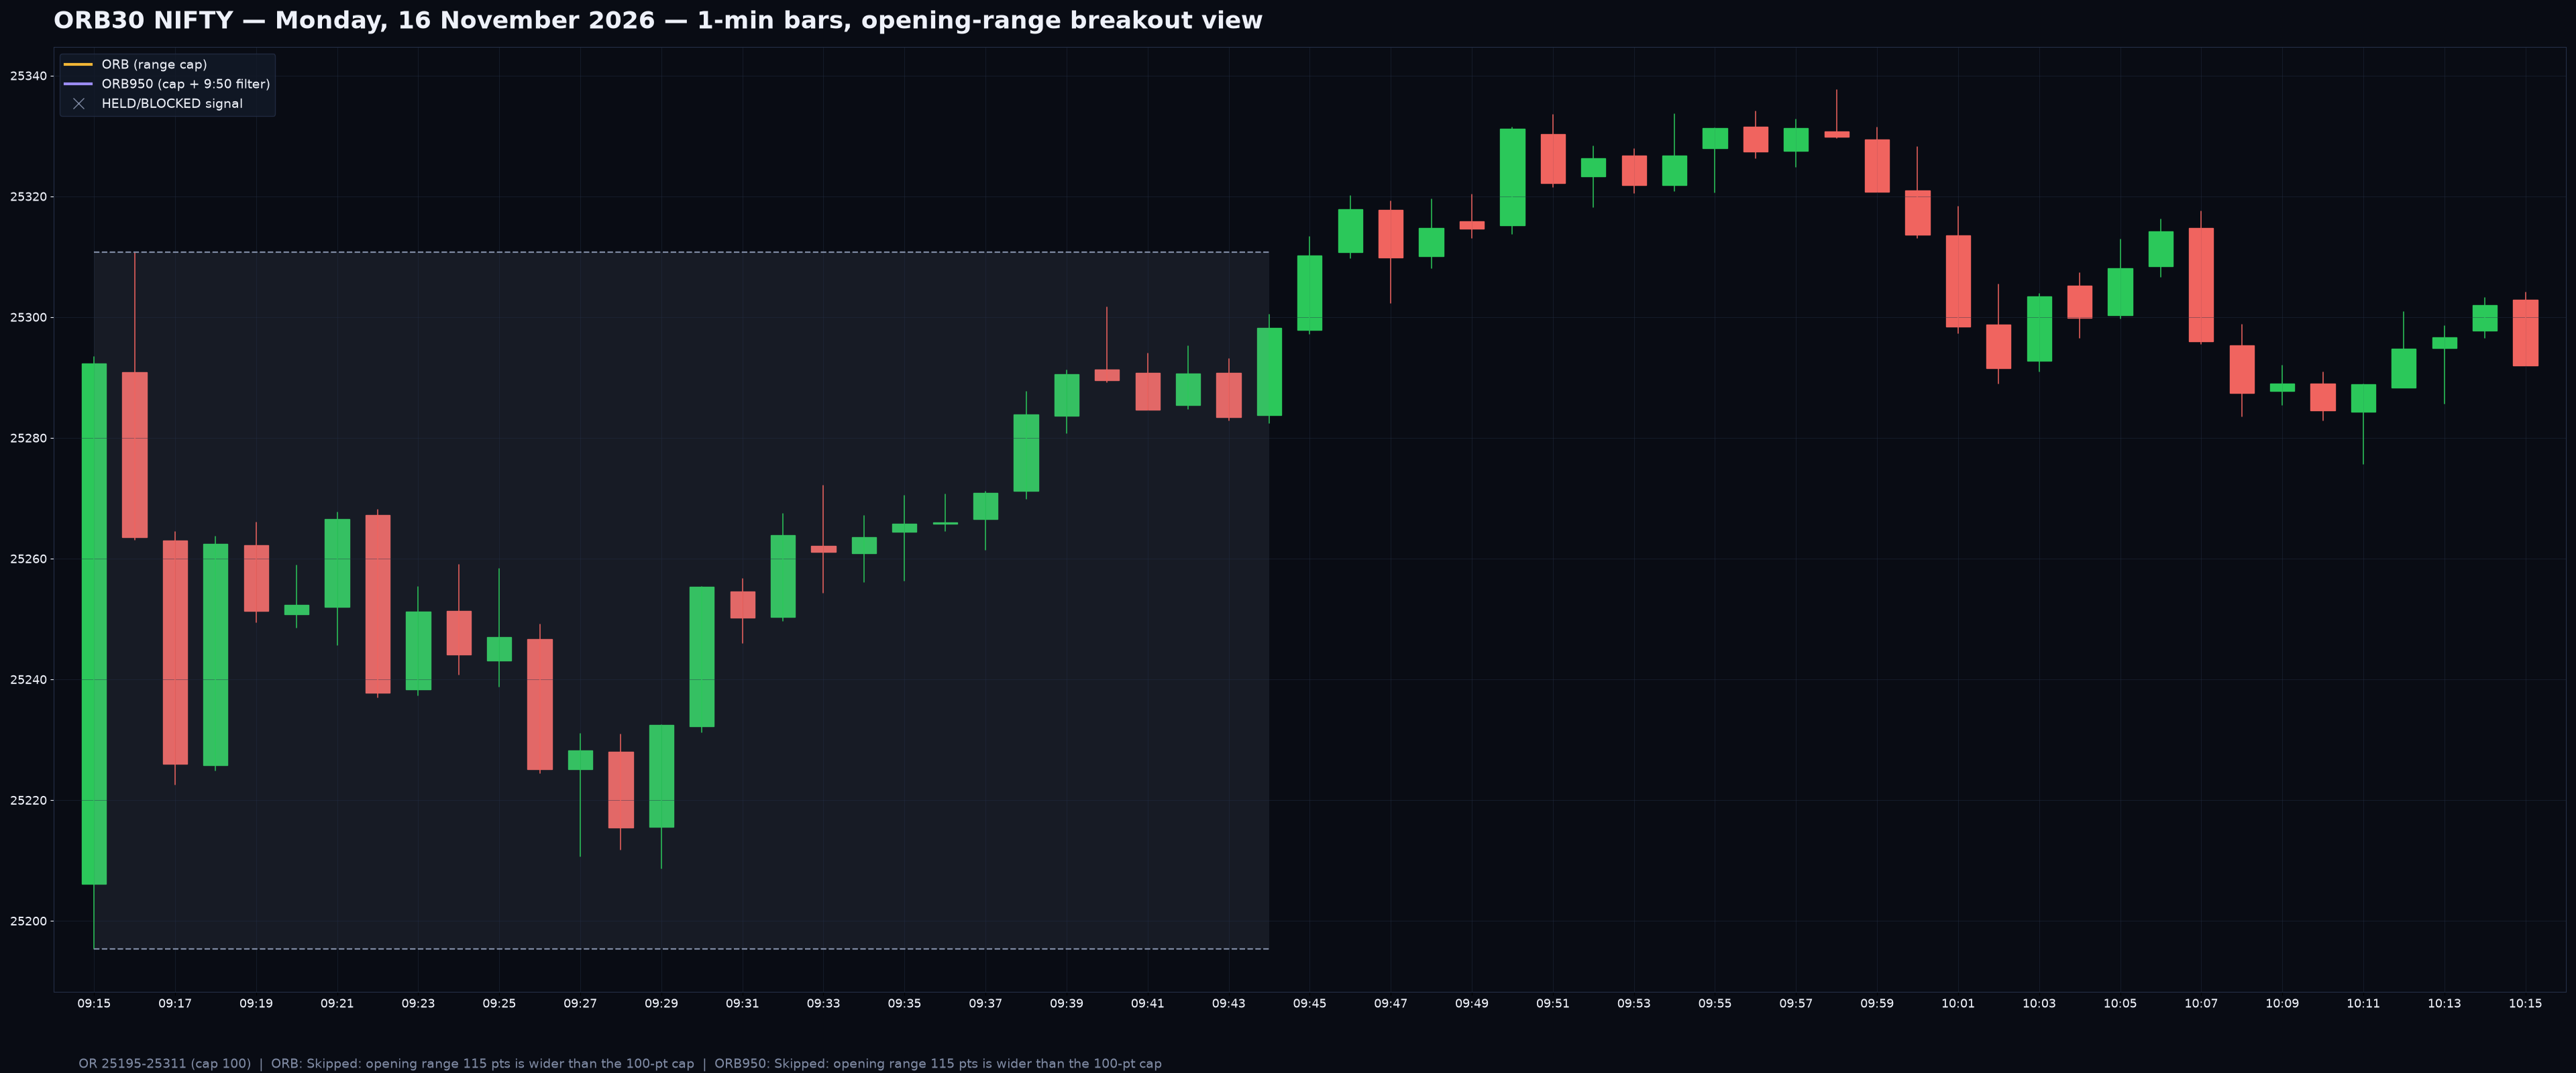 ORB30 NIFTY — Monday, 16 November 2026 — 1-min bars, opening-range breakout view
ORB (range cap)
ORB950 (cap + 9:50 filter)
HELD/BLOCKED signal
25340
25320
25300
25280
25260
25240
25220
25200
09:15 09:17 09:19 09:21 09:23 09:25 09:27 09:29 09:31 09:33 09:35 09:37 09:39 09:41 09:43 09:45 09:47 09:49 09:51 09:53 09:55 09:57 09:59 10:01 10:03 10:05 10:07 10:09 10:11 10:13 10:15
OR 25195-25311 (cap 100) | ORB: Skipped: opening range 115 pts is wider than the 100-pt cap | ORB950: Skipped: opening range 115 pts is wider than the 100-pt cap